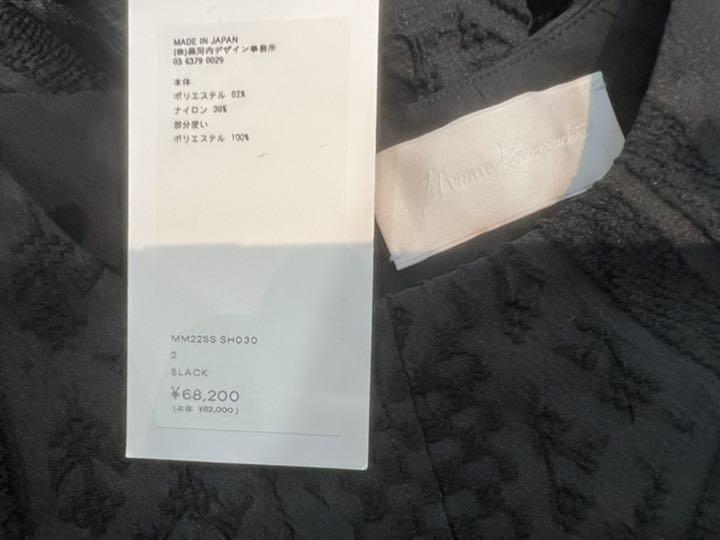 MADE IN JAPAN
(株)黒河内デザイン事務所
03 6379 0029
本体
ポリエステル 62%
ナイロン 38%
部分使い
ポリエステル 100%
MM22SS SH030
2
BLACK
¥68,200
(本体 ¥62,000)
Mame Kurogouchi